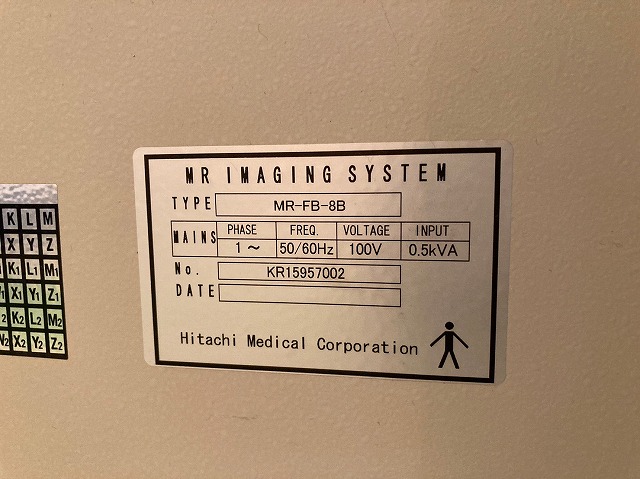 MR IMAGING SYSTEM
TYPE MR-FB-8B
MAINS PHASE FREQ. VOLTAGE INPUT
1～ 50/60Hz 100V 0.5kVA
No. KR15957002
DATE
Hitachi Medical Corporation
K L M
X Y Z
K1 L1 M1
X1 Y1 Z1
K2 L2 M2
X2 Y2 Z2